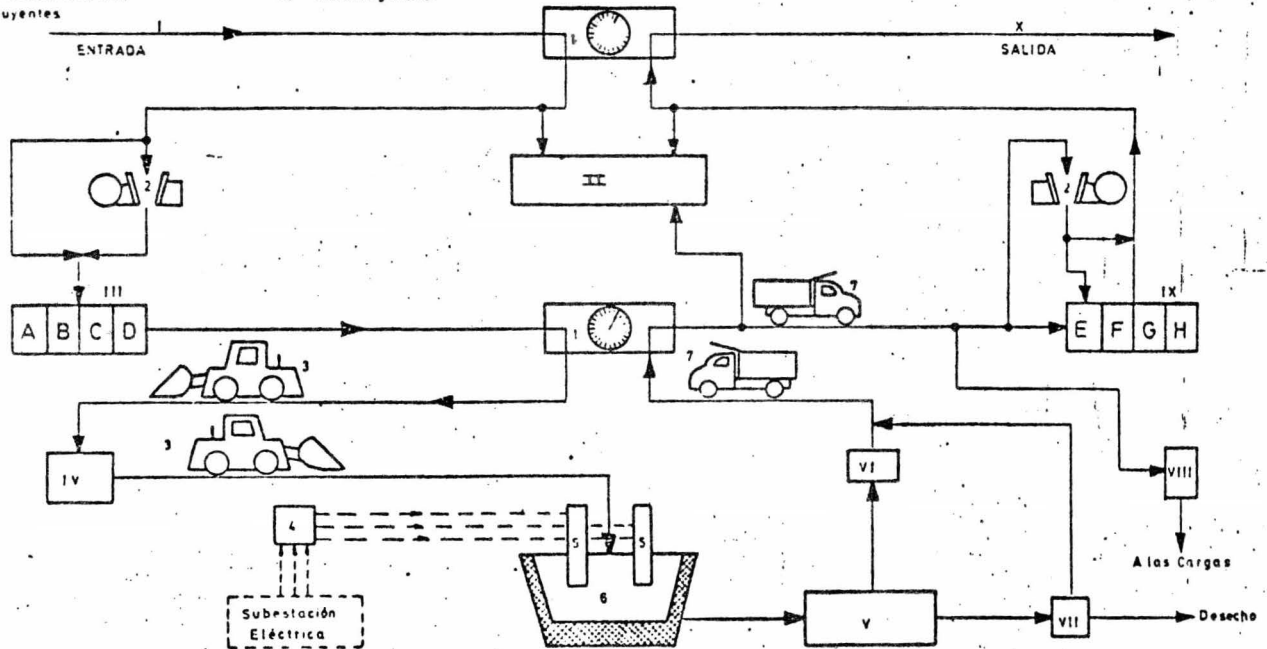 uyentes
I
X
1
ENTRADA
SALIDA
2
II
2
III
A B C D
1
7
IX
E F G H
3
7
3
IV
VI
VIII
4
5
5
A las Cargas
6
Subestación
Eléctrica
V
VII
Desecho